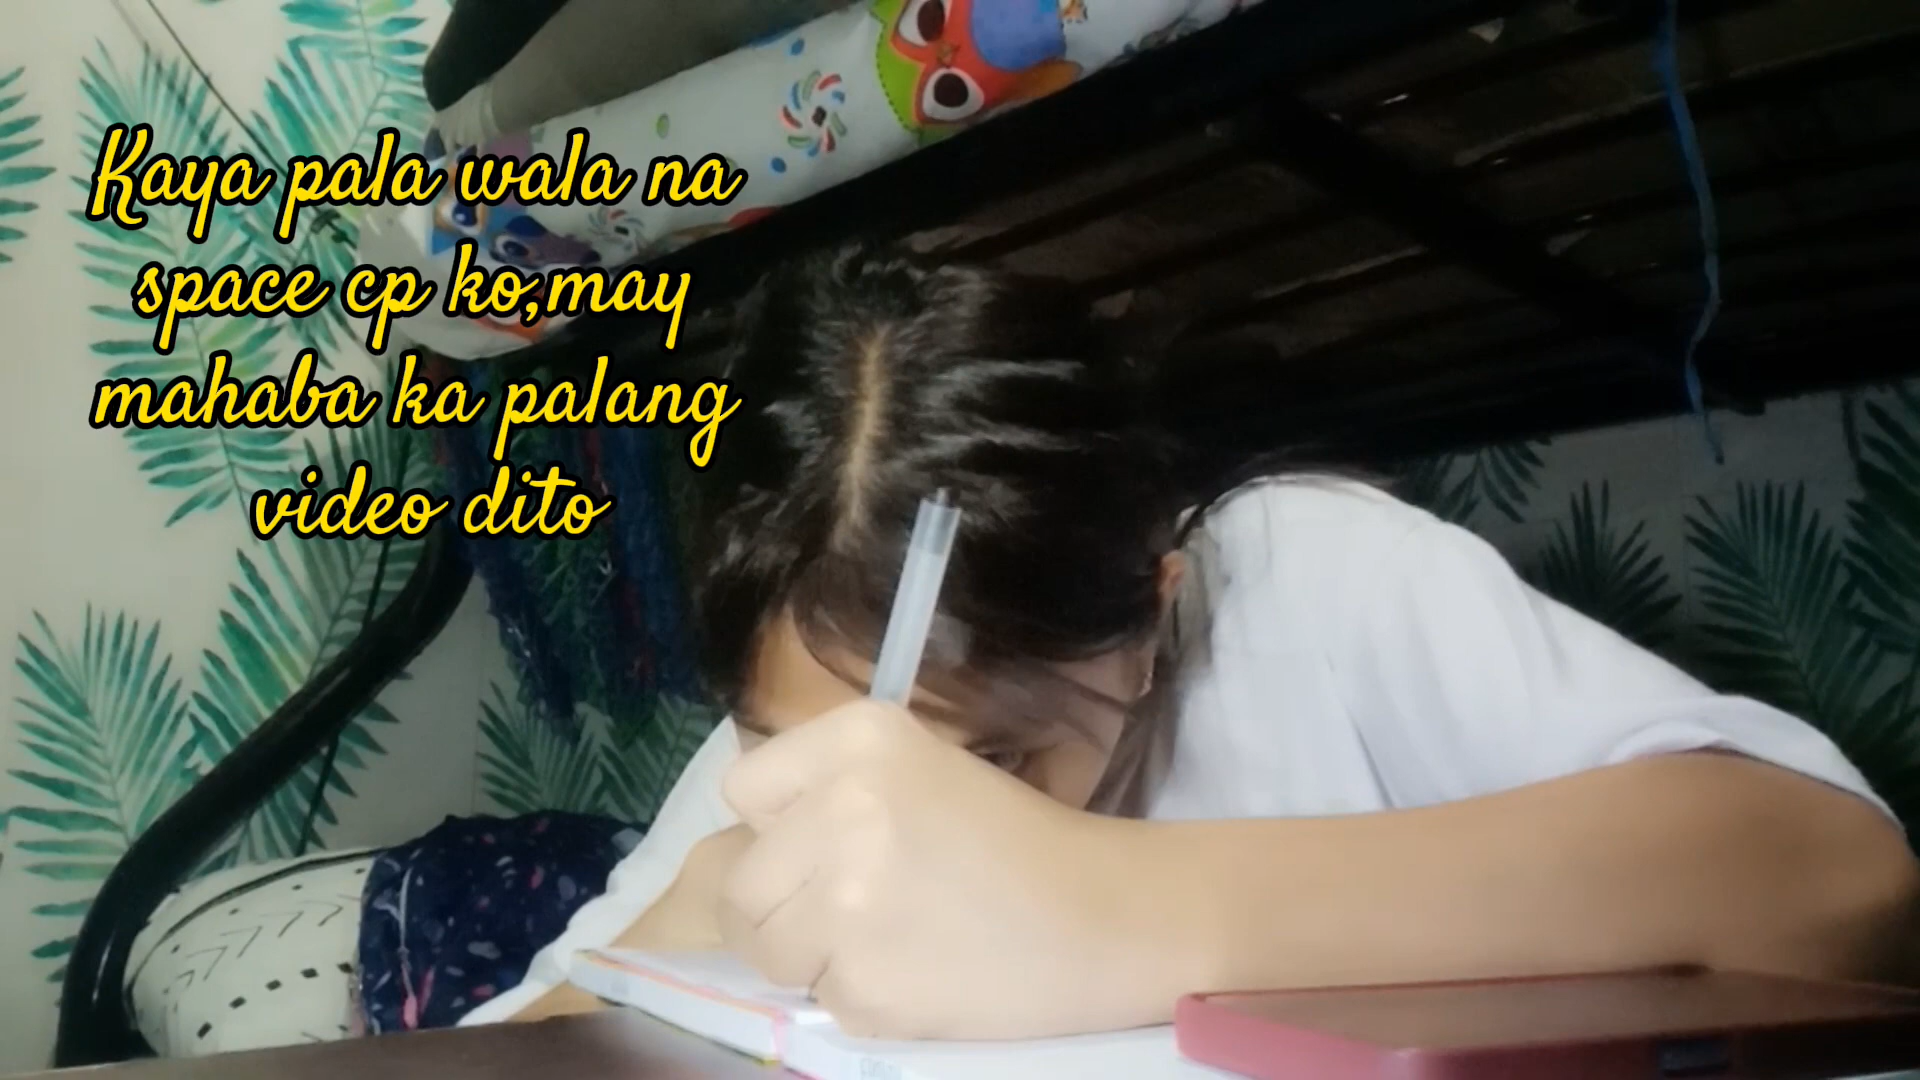 Kaya pala wala na
space cp ko,may
mahaba ka palang
video dito